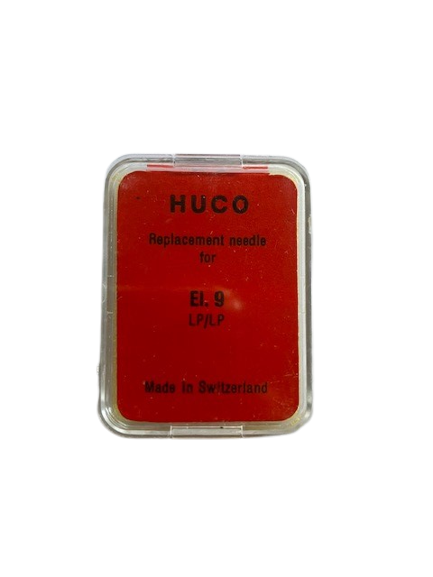 HUCO
Replacement needle
for
El. 9
LP/LP
Made in Switzerland